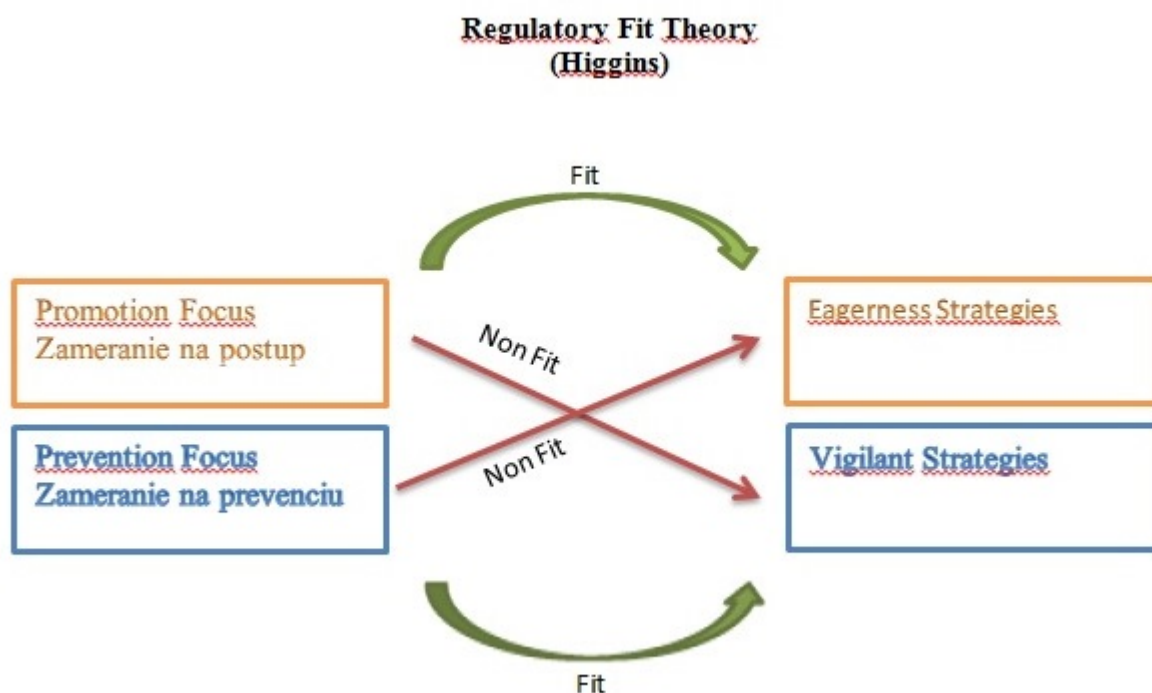 Regulatory Fit Theory
(Higgins)
Fit
Promotion Focus
Zameranie na postup
Eagerness Strategies
Non Fit
Non Fit
Prevention Focus
Zameranie na prevenciu
Vigilant Strategies
Fit